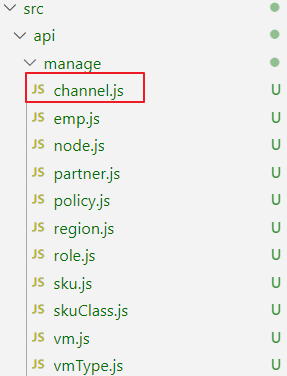 src
api
manage
JS channel.js U
JS emp.js U
JS node.js U
JS partner.js U
JS policy.js U
JS region.js U
JS role.js U
JS sku.js U
JS skuClass.js U
JS vm.js U
JS vmType.js U